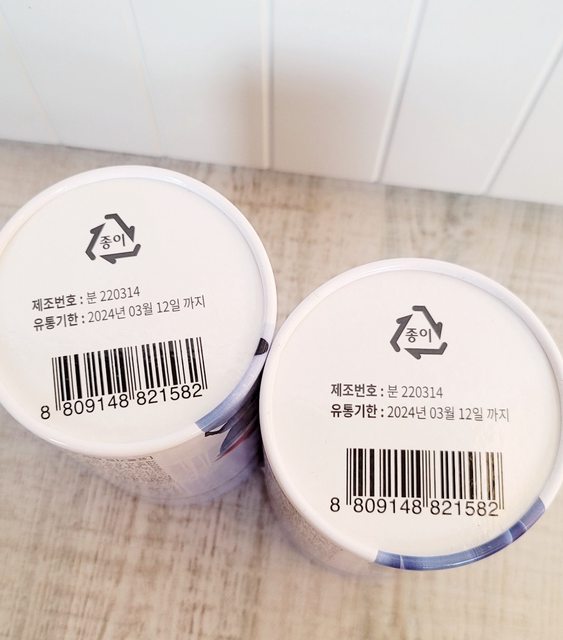 종이
제조번호 : 분 220314
유통기한 : 2024년 03월 12일 까지
8 809148 821582
종이
제조번호 : 분 220314
유통기한 : 2024년 03월 12일 까지
8 809148 821582